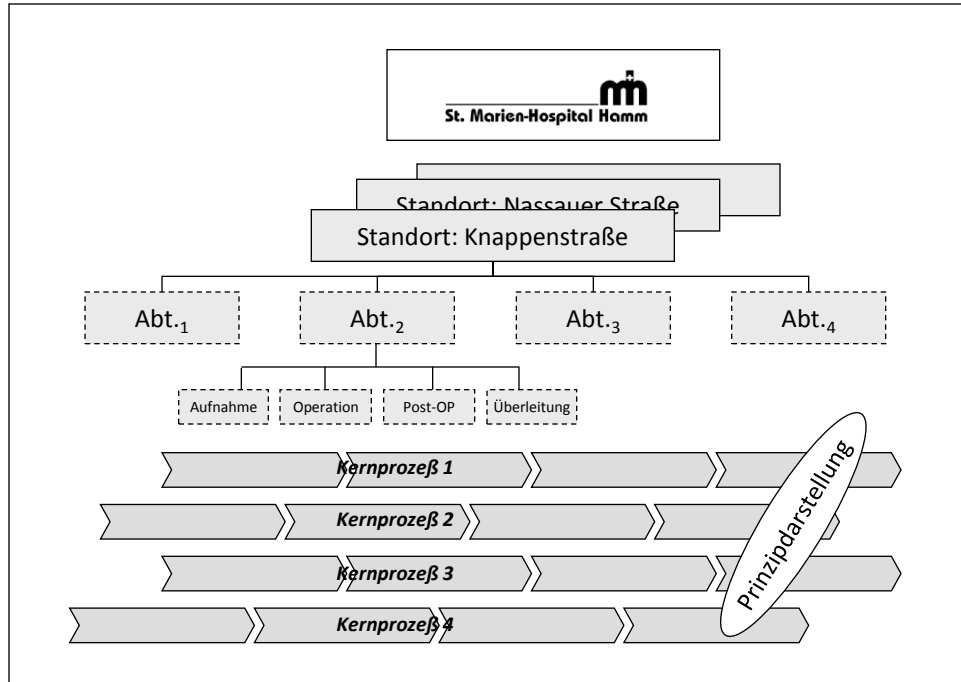 St. Marien-Hospital Hamm
Standort: Nassauer Straße
Standort: Knappenstraße
Abt.₁ Abt.₂ Abt.₃ Abt.₄
Aufnahme Operation Post-OP Überleitung
Kernprozeß 1
Kernprozeß 2
Kernprozeß 3
Kernprozeß 4
Prinzipdarstellung